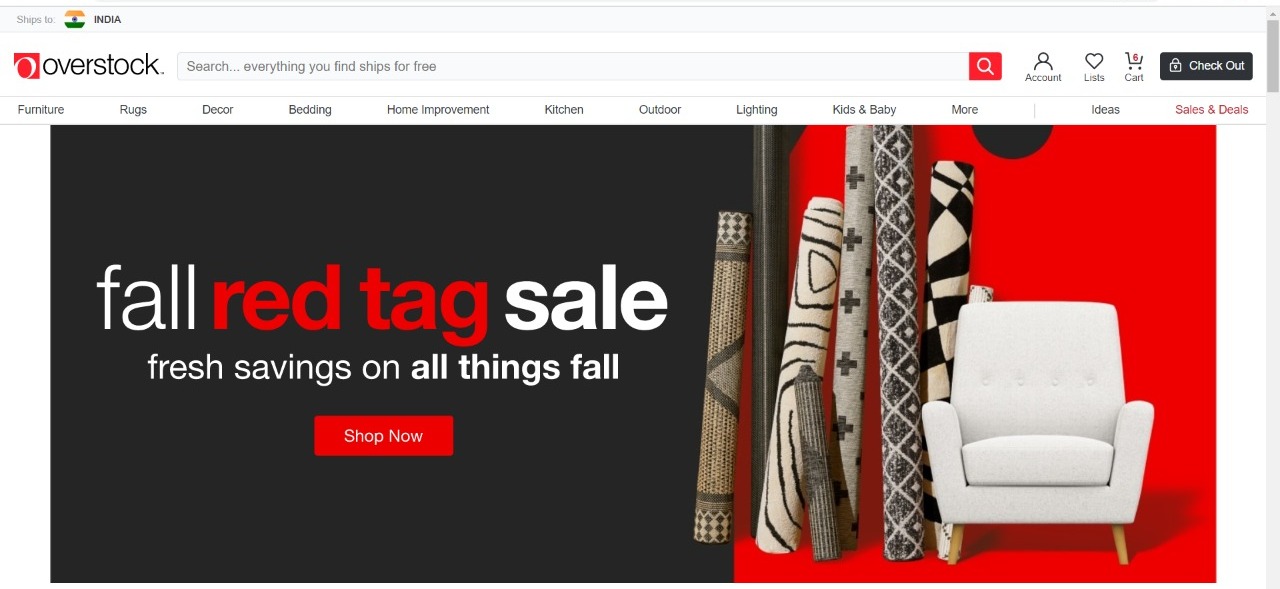 Ships to: INDIA
overstock™
Search... everything you find ships for free
Account
Lists
6
Cart
Check Out
Furniture Rugs Decor Bedding Home Improvement Kitchen Outdoor Lighting Kids & Baby More Ideas Sales & Deals
fall red tag sale
fresh savings on all things fall
Shop Now